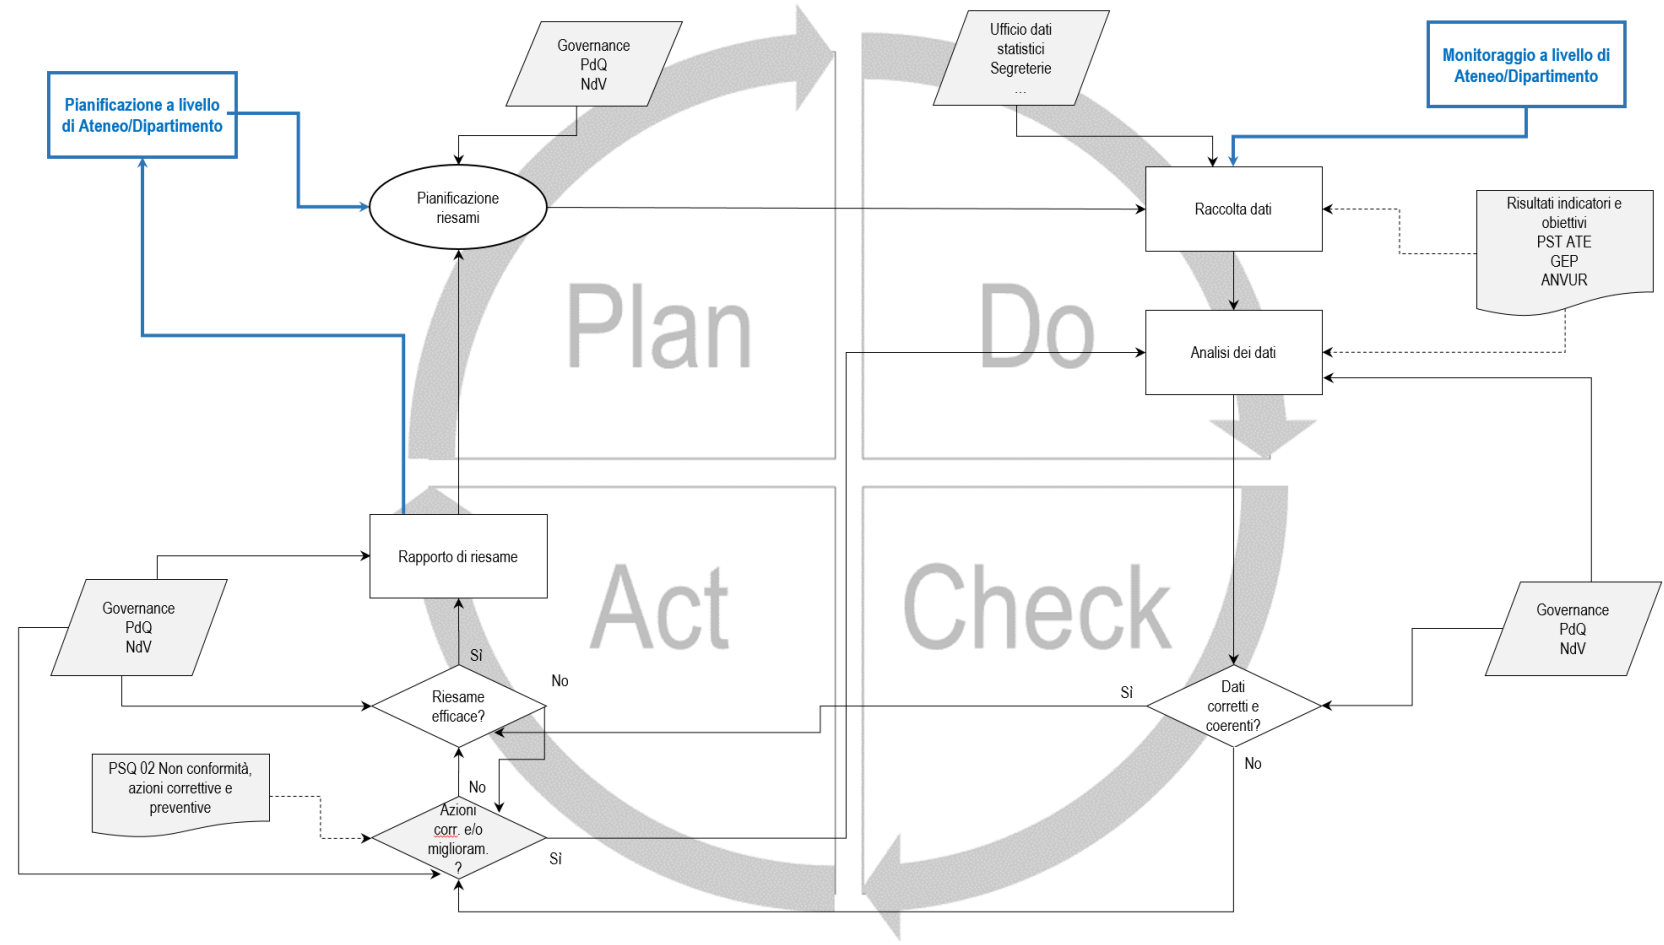 Governance
PdQ
NdV
Ufficio dati
statistici
Segreterie
...
Monitoraggio a livello di
Ateneo/Dipartimento
Pianificazione a livello
di Ateneo/Dipartimento
Pianificazione
riesami
Raccolta dati
Risultati indicatori e
obiettivi
PST ATE
GEP
ANVUR
Plan
Do
Analisi dei dati
Rapporto di riesame
Act
Check
Governance
PdQ
NdV
Governance
PdQ
NdV
Sì
No
Riesame
efficace?
Sì
Dati
corretti e
coerenti?
No
PSQ 02 Non conformità,
azioni correttive e
preventive
No
Azioni
corr. e/o
miglioram.
?
Sì